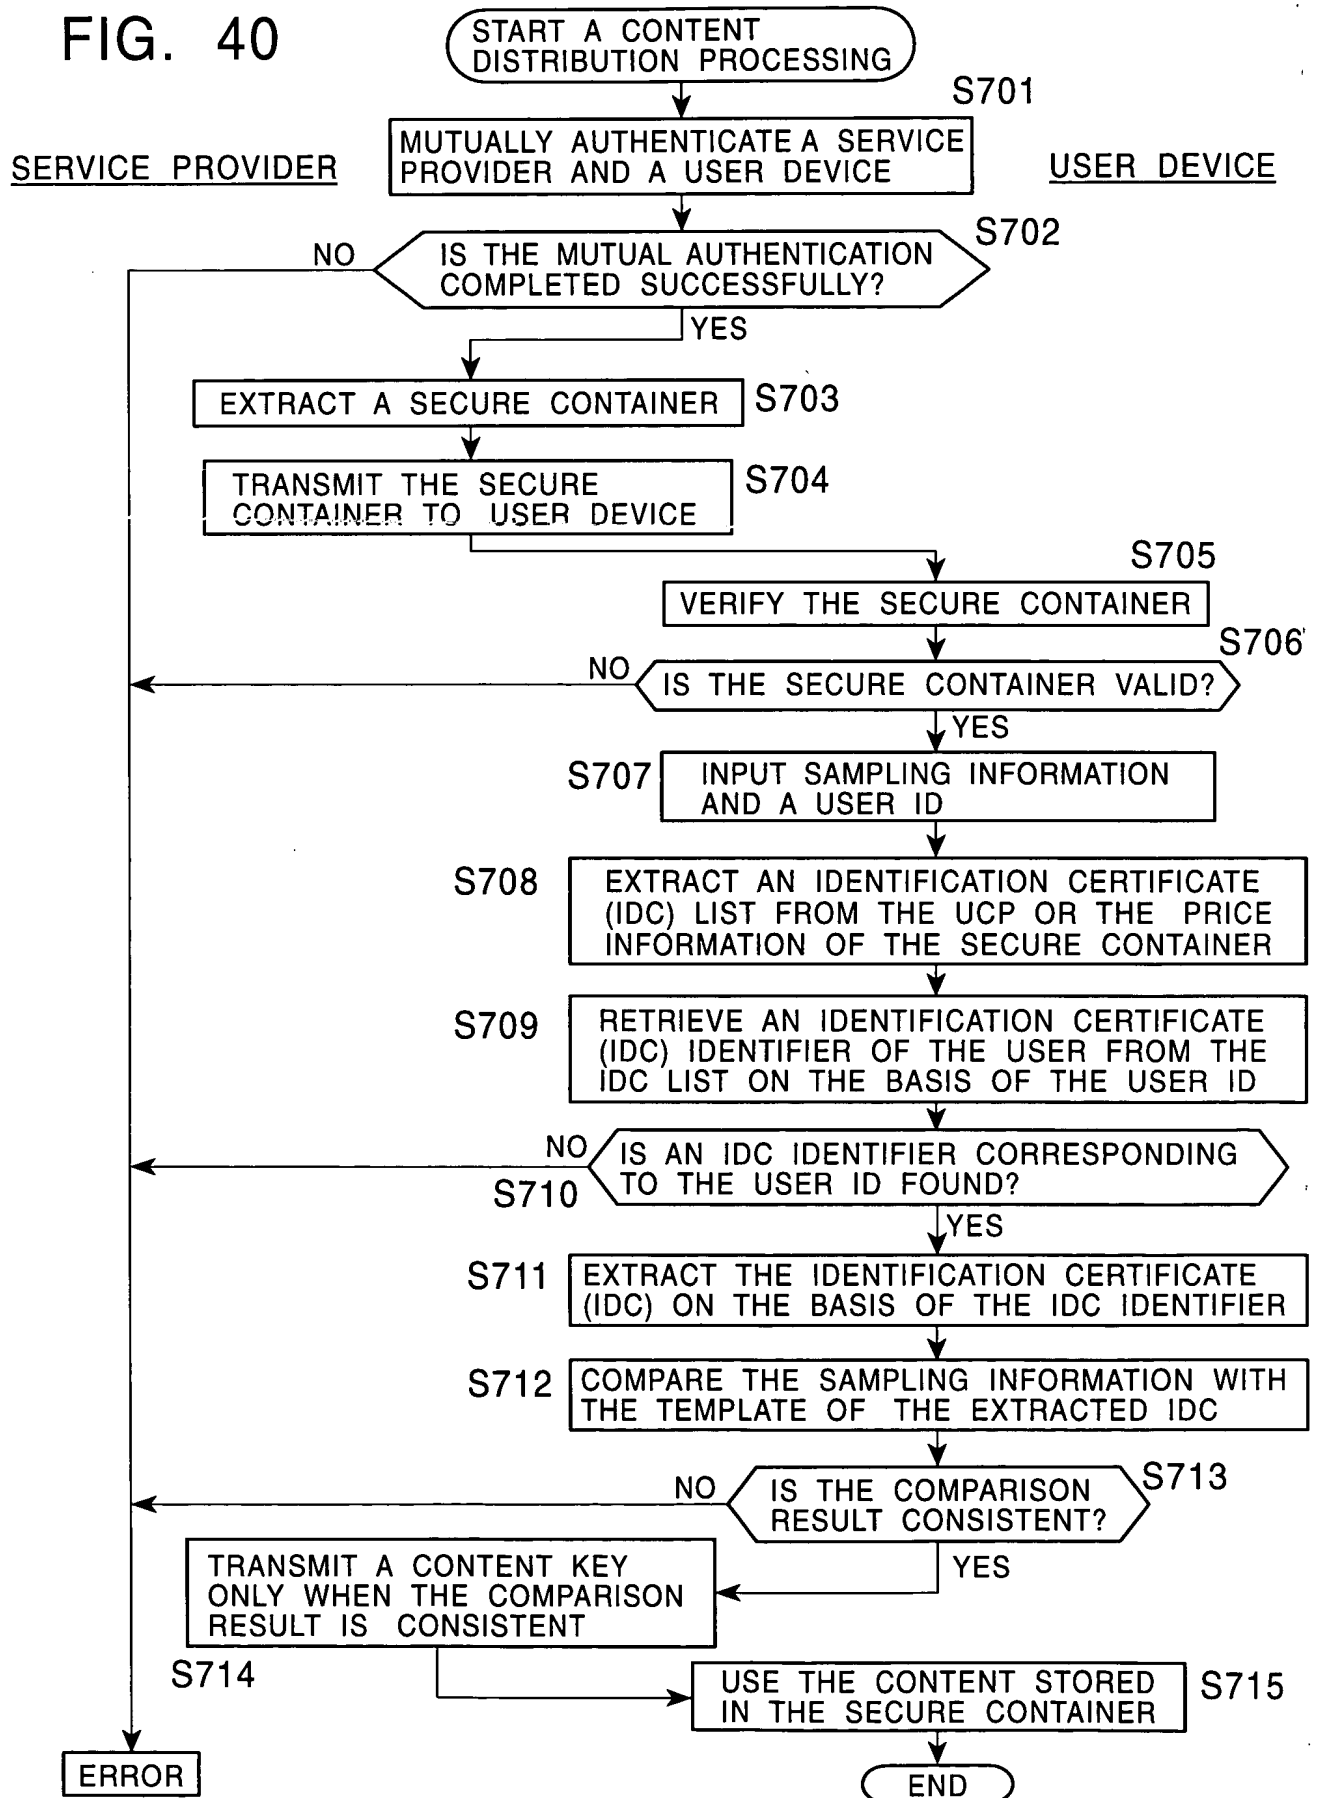 FIG. 40
START A CONTENT
DISTRIBUTION PROCESSING
S701
MUTUALLY AUTHENTICATE A SERVICE
PROVIDER AND A USER DEVICE
SERVICE PROVIDER
USER DEVICE
S702
NO
IS THE MUTUAL AUTHENTICATION
COMPLETED SUCCESSFULLY?
YES
EXTRACT A SECURE CONTAINER
S703
TRANSMIT THE SECURE
CONTAINER TO USER DEVICE
S704
S705
VERIFY THE SECURE CONTAINER
S706
NO
IS THE SECURE CONTAINER VALID?
YES
S707
INPUT SAMPLING INFORMATION
AND A USER ID
S708
EXTRACT AN IDENTIFICATION CERTIFICATE
(IDC) LIST FROM THE UCP OR THE PRICE
INFORMATION OF THE SECURE CONTAINER
S709
RETRIEVE AN IDENTIFICATION CERTIFICATE
(IDC) IDENTIFIER OF THE USER FROM THE
IDC LIST ON THE BASIS OF THE USER ID
NO
IS AN IDC IDENTIFIER CORRESPONDING
TO THE USER ID FOUND?
S710
YES
S711
EXTRACT THE IDENTIFICATION CERTIFICATE
(IDC) ON THE BASIS OF THE IDC IDENTIFIER
S712
COMPARE THE SAMPLING INFORMATION WITH
THE TEMPLATE OF THE EXTRACTED IDC
S713
NO
IS THE COMPARISON
RESULT CONSISTENT?
YES
TRANSMIT A CONTENT KEY
ONLY WHEN THE COMPARISON
RESULT IS CONSISTENT
S714
USE THE CONTENT STORED
IN THE SECURE CONTAINER
S715
ERROR
END